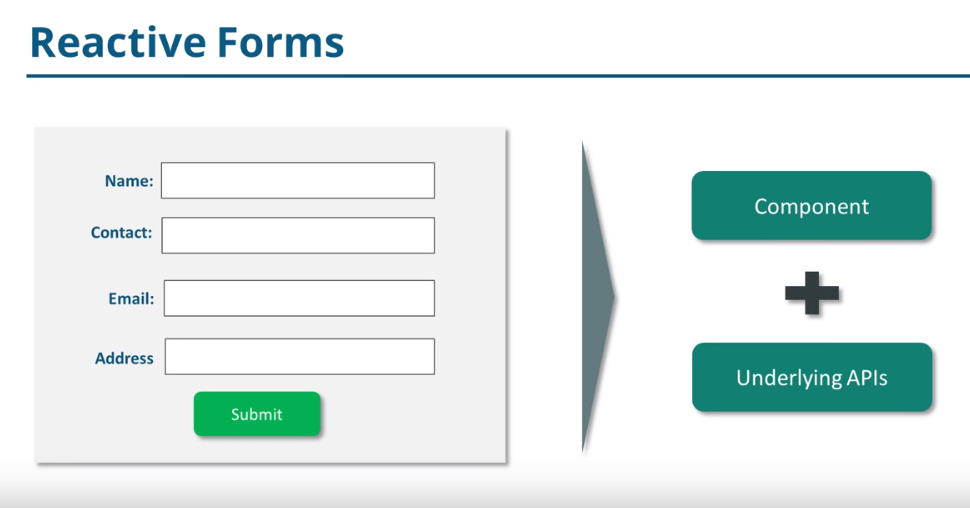 Reactive Forms
Name:
Contact:
Email:
Address
Submit
Component
Underlying APIs